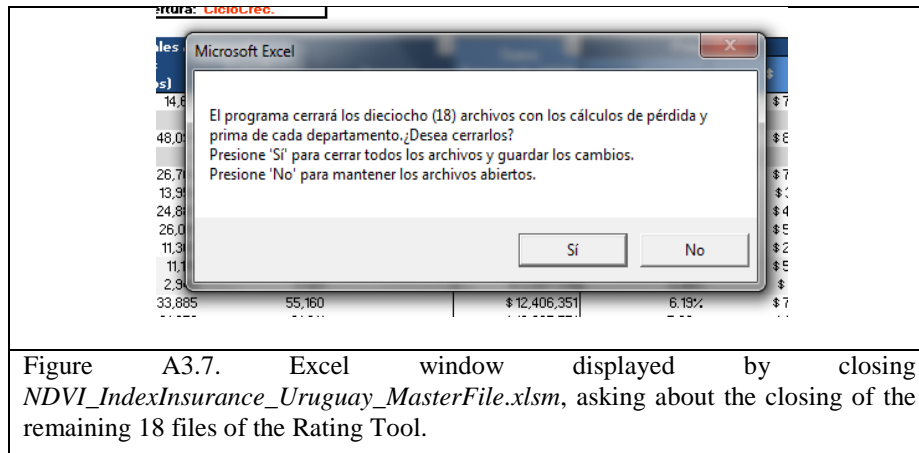 ertura: CicloCrec.
Microsoft Excel
El programa cerrará los dieciocho (18) archivos con los cálculos de pérdida y
prima de cada departamento.¿Desea cerrarlos?
Presione 'Sí' para cerrar todos los archivos y guardar los cambios.
Presione 'No' para mantener los archivos abiertos.
Sí No
33,885 55,160 $12,406,351 6.19% $7
Figure A3.7. Excel window displayed by closing
NDVI_IndexInsurance_Uruguay_MasterFile.xlsm, asking about the closing of the
remaining 18 files of the Rating Tool.